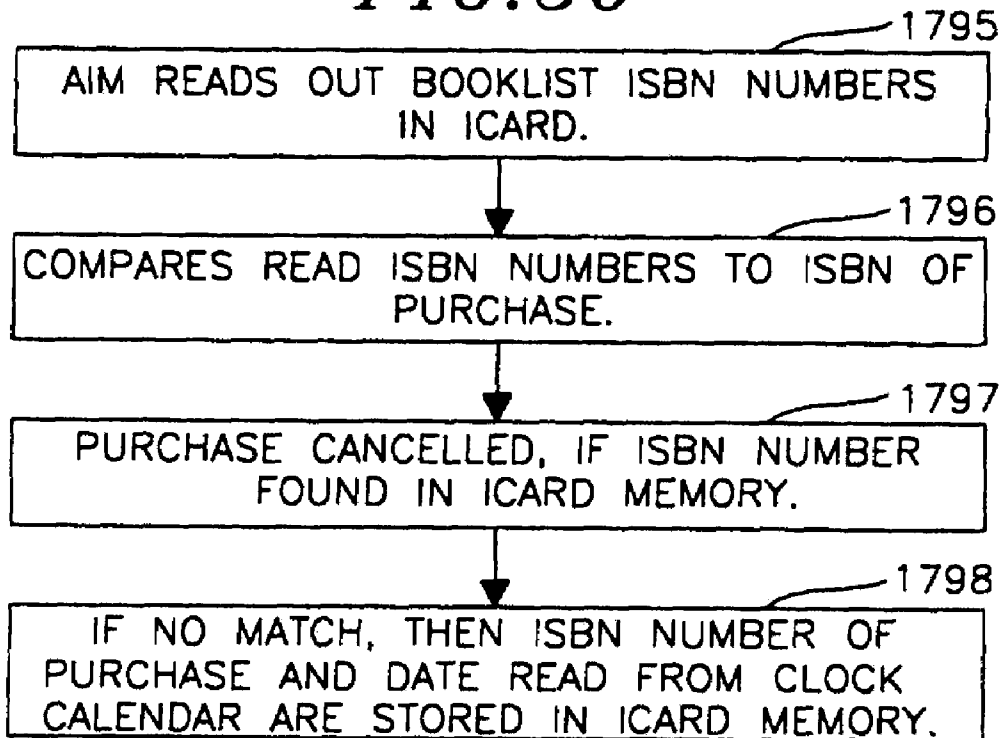 1795
AIM READS OUT BOOKLIST ISBN NUMBERS
IN ICARD.
1796
COMPARES READ ISBN NUMBERS TO ISBN OF
PURCHASE.
1797
PURCHASE CANCELLED, IF ISBN NUMBER
FOUND IN ICARD MEMORY.
1798
IF NO MATCH, THEN ISBN NUMBER OF
PURCHASE AND DATE READ FROM CLOCK
CALENDAR ARE STORED IN ICARD MEMORY.